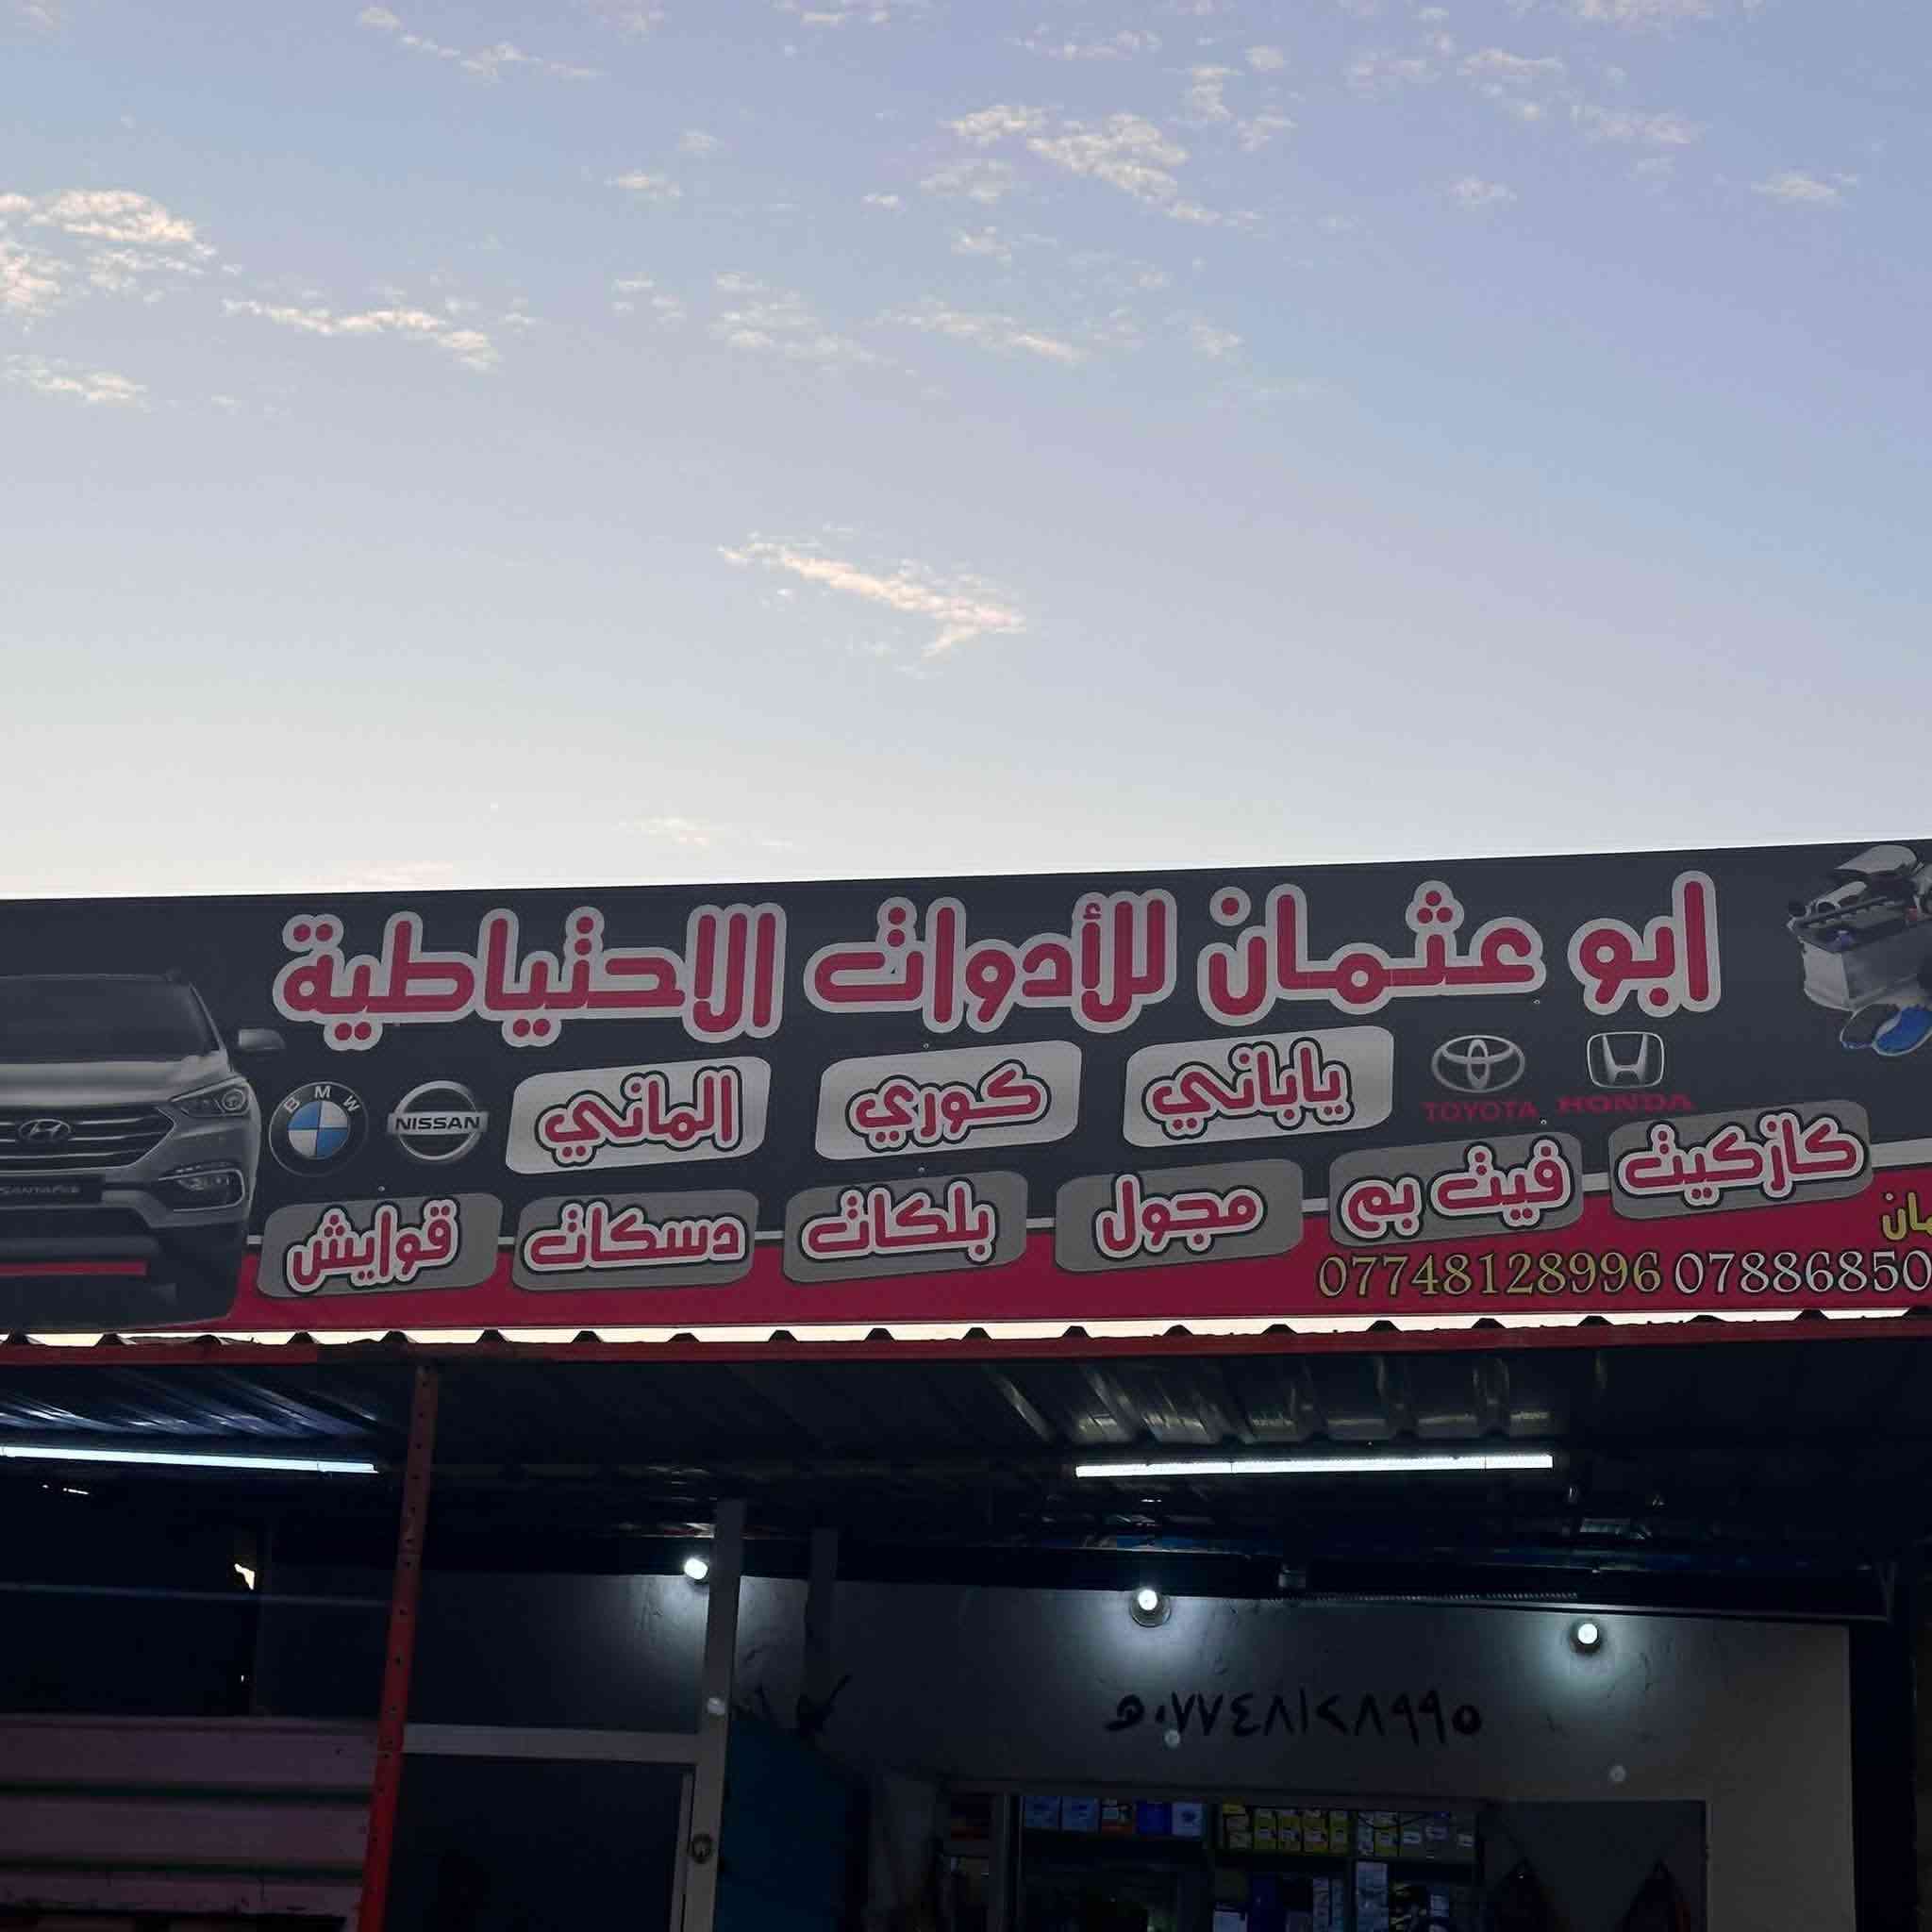 ابو عثمان للأدوات الاحتياطية
HONDA TOYOTA ياباني كوري الماني NISSAN BMW
كازكيت فيت بم مجول بلكات دسكات قوايش
07748128996 07886850
SANTAFE